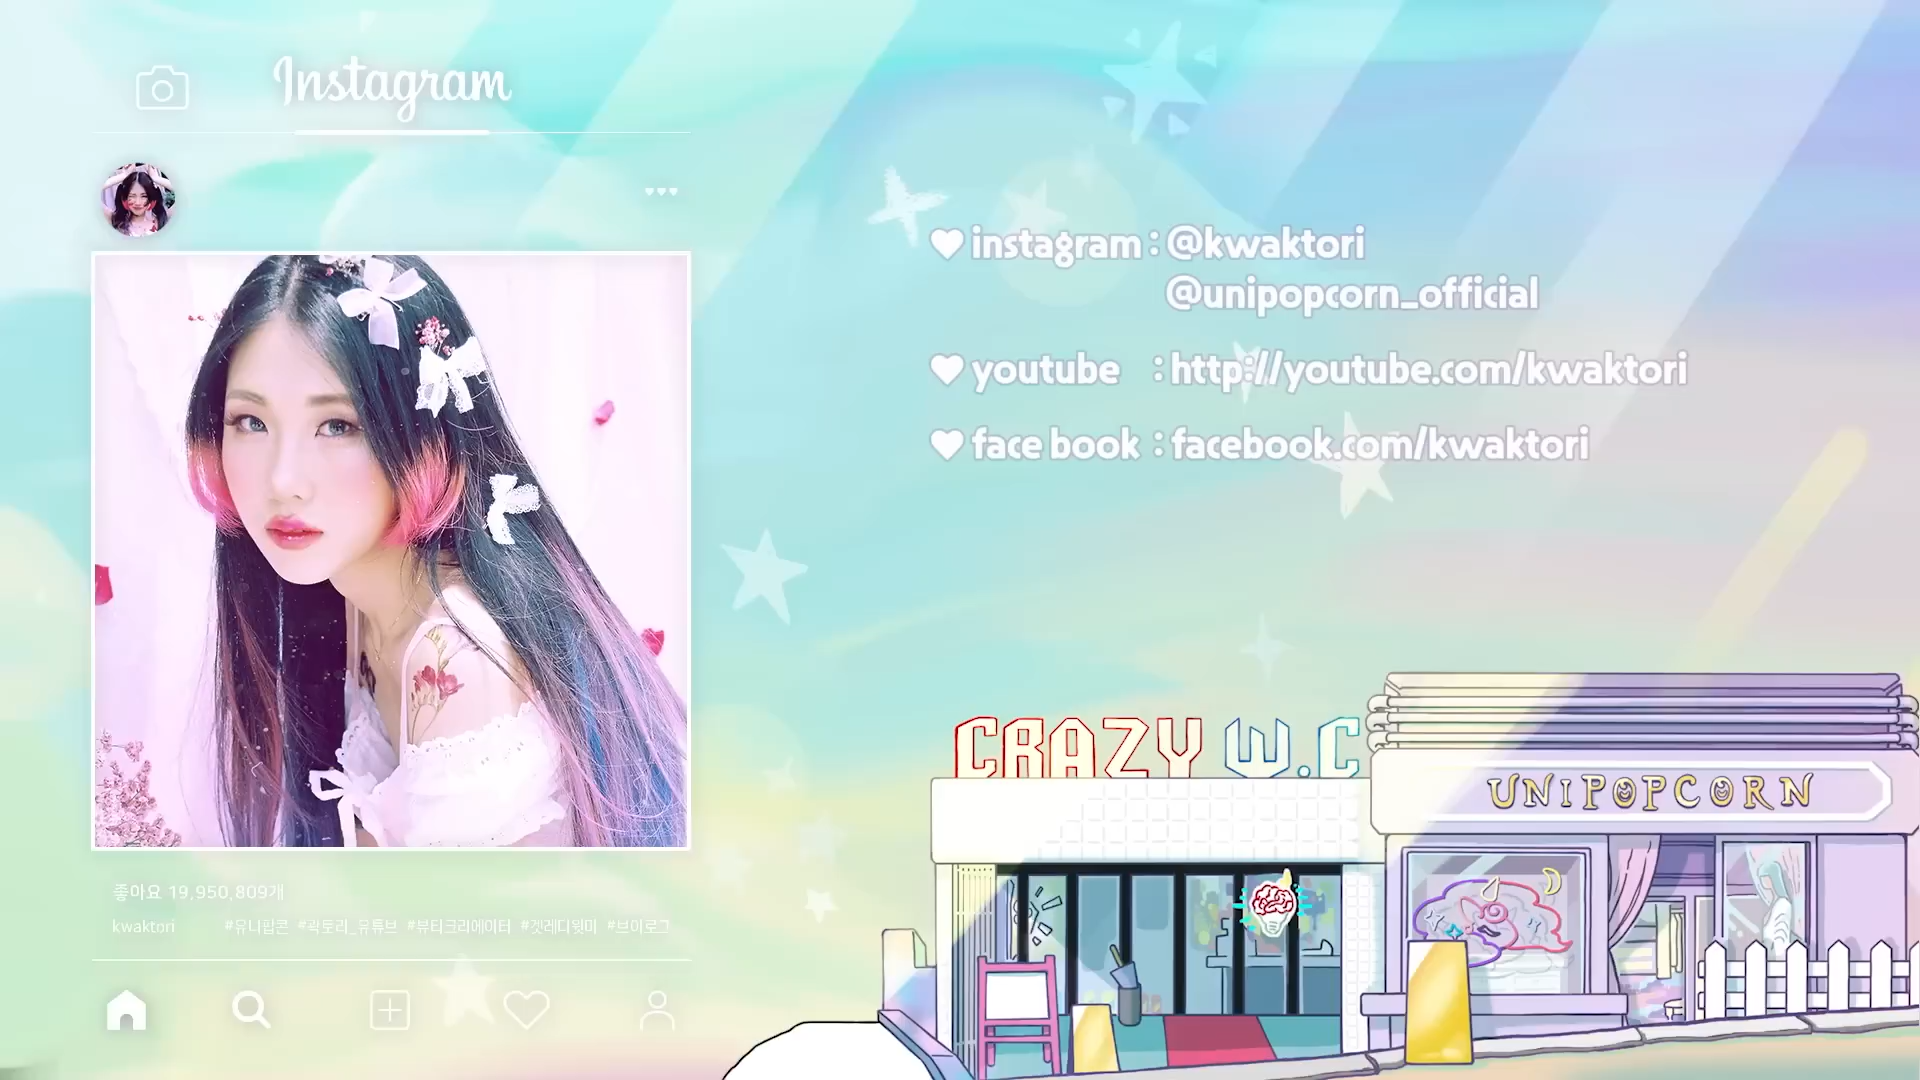 Instagram
instagram : @kwaktori
@unipopcorn_official
youtube : http://youtube.com/kwaktori
face book : facebook.com/kwaktori
좋아요 19,950,809개
kwaktori #유니팝콘 #곽토리_유튜브 #뷰티크리에이터 #겟레디윗미 #브이로그
CRAZY W.C
UNIPOPCORN